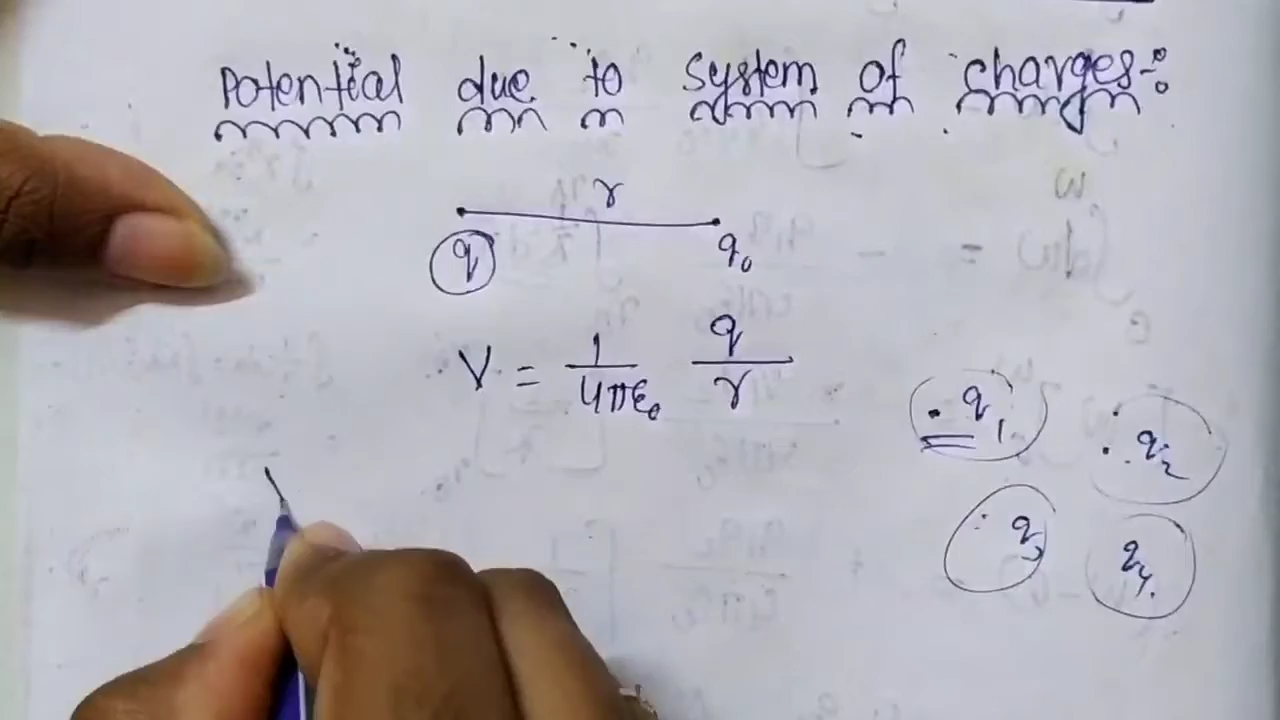 Potential due to system of charges:-
r
q q₀
V = 1/4πε₀ q/r
q₁ q₂
q₃ q₄